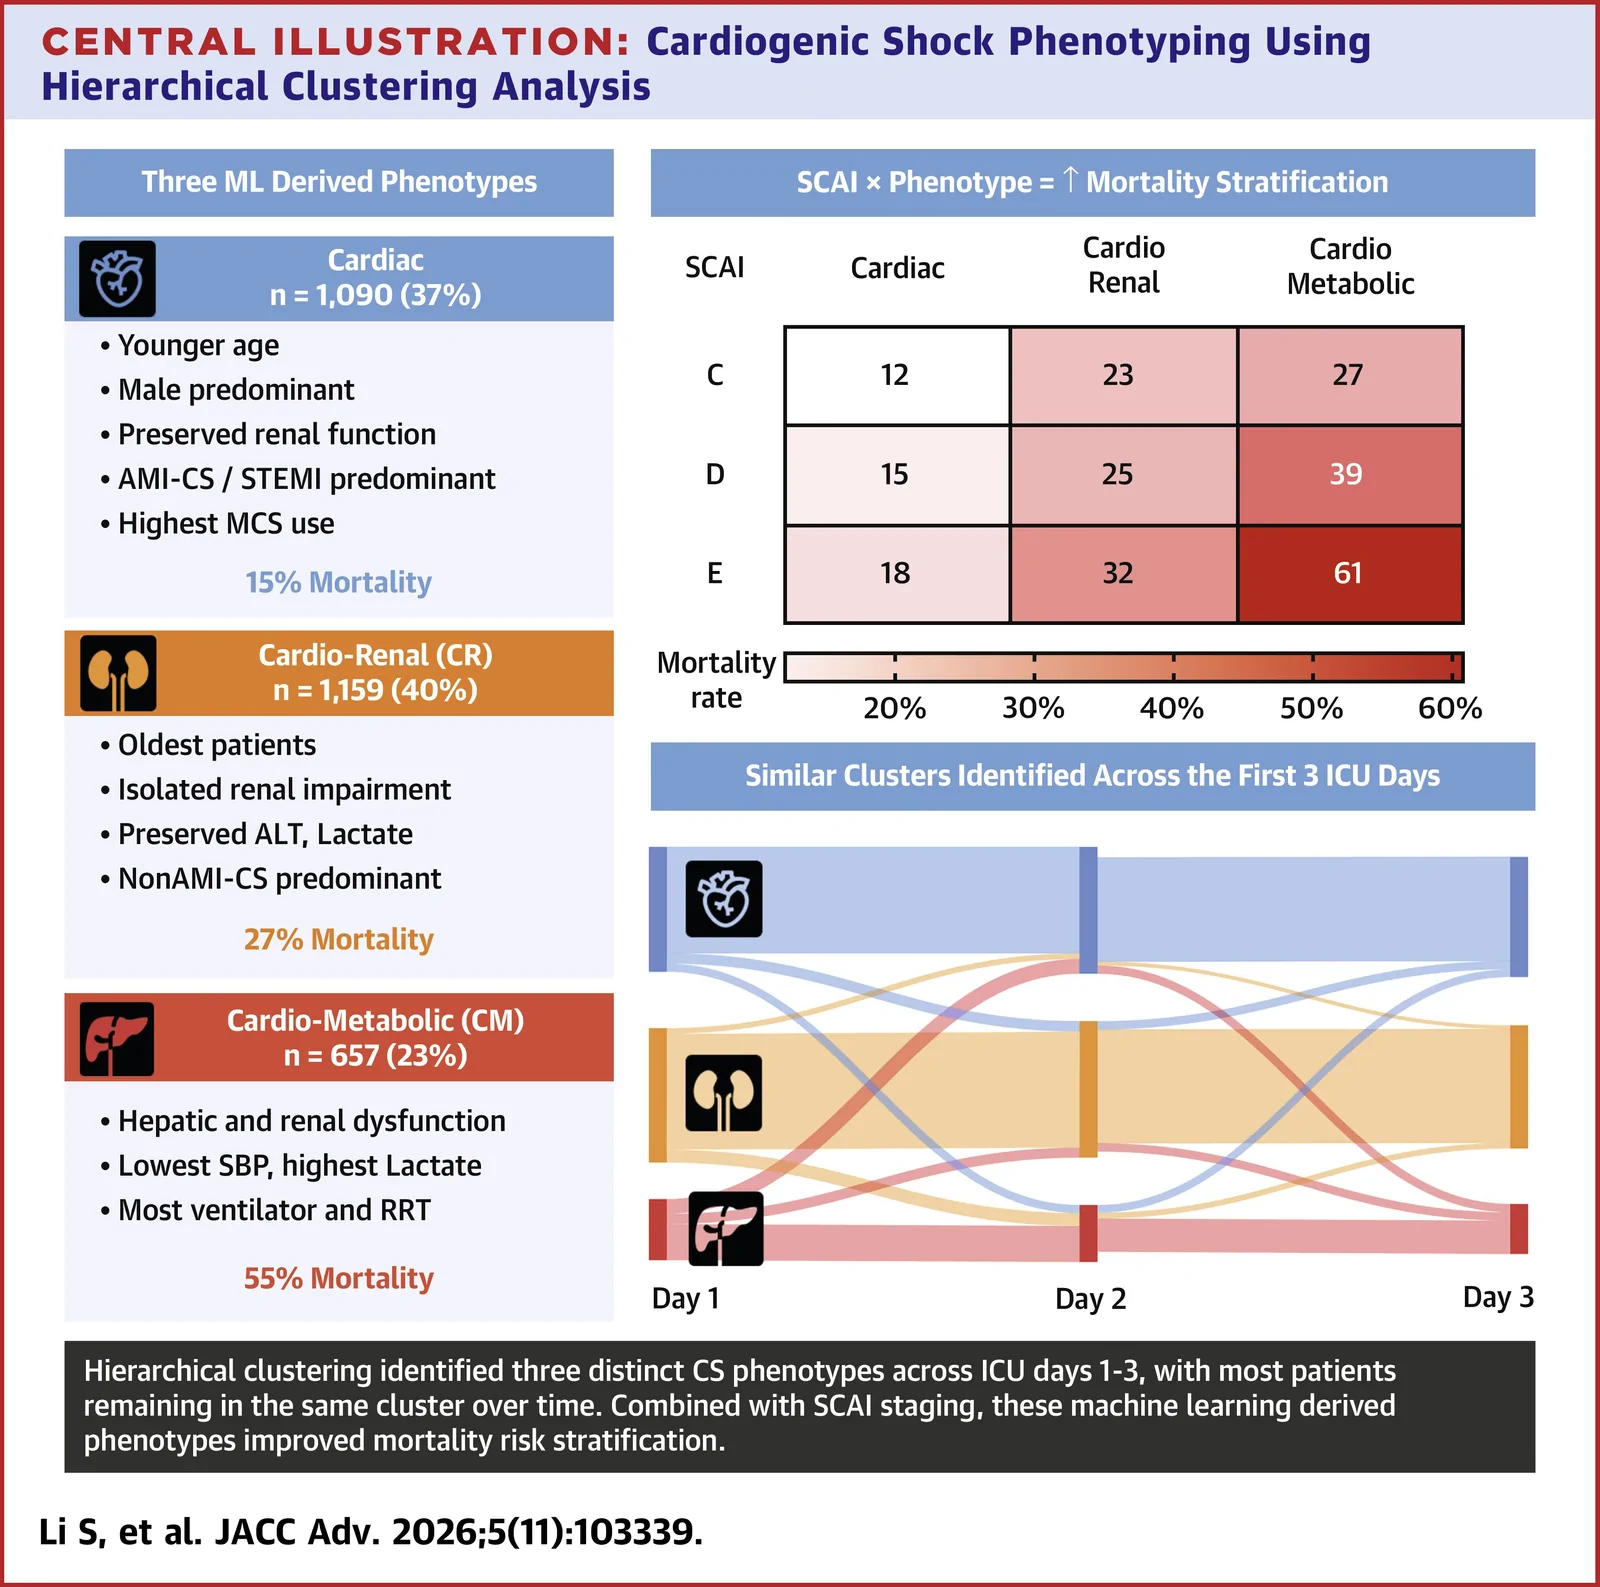 CENTRAL ILLUSTRATION: Cardiogenic Shock Phenotyping Using
Hierarchical Clustering Analysis
Three ML Derived Phenotypes
Cardiac
n = 1,090 (37%)
• Younger age
• Male predominant
• Preserved renal function
• AMI-CS / STEMI predominant
• Highest MCS use
15% Mortality
Cardio-Renal (CR)
n = 1,159 (40%)
• Oldest patients
• Isolated renal impairment
• Preserved ALT, Lactate
• NonAMI-CS predominant
27% Mortality
Cardio-Metabolic (CM)
n = 657 (23%)
• Hepatic and renal dysfunction
• Lowest SBP, highest Lactate
• Most ventilator and RRT
55% Mortality
SCAI × Phenotype = ↑ Mortality Stratification
SCAI Cardiac Cardio Renal Cardio Metabolic
C 12 23 27
D 15 25 39
E 18 32 61
Mortality rate
20% 30% 40% 50% 60%
Similar Clusters Identified Across the First 3 ICU Days
Day 1 Day 2 Day 3
Hierarchical clustering identified three distinct CS phenotypes across ICU days 1-3, with most patients
remaining in the same cluster over time. Combined with SCAI staging, these machine learning derived
phenotypes improved mortality risk stratification.
Li S, et al. JACC Adv. 2026;5(11):103339.